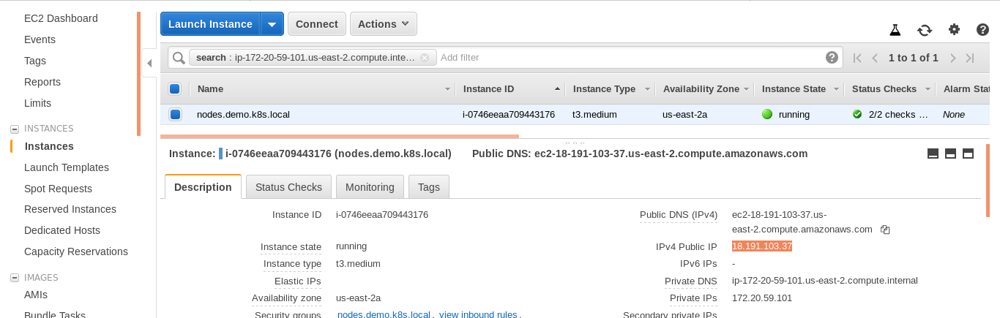 EC2 Dashboard
Events
Tags
Reports
Limits
INSTANCES
Instances
Launch Templates
Spot Requests
Reserved Instances
Dedicated Hosts
Capacity Reservations
IMAGES
AMIs
Bundle Tasks
Launch Instance Connect Actions
search : ip-172-20-59-101.us-east-2.compute.inte... Add filter 1 to 1 of 1
Name Instance ID Instance Type Availability Zone Instance State Status Checks Alarm Stat
nodes.demo.k8s.local i-0746eeaa709443176 t3.medium us-east-2a running 2/2 checks ... None
Instance: i-0746eeaa709443176 (nodes.demo.k8s.local) Public DNS: ec2-18-191-103-37.us-east-2.compute.amazonaws.com
Description Status Checks Monitoring Tags
Instance ID i-0746eeaa709443176 Public DNS (IPv4) ec2-18-191-103-37.us-
east-2.compute.amazonaws.com
Instance state running IPv4 Public IP 18.191.103.37
Instance type t3.medium IPv6 IPs -
Elastic IPs Private DNS ip-172-20-59-101.us-east-2.compute.internal
Availability zone us-east-2a Private IPs 172.20.59.101
Security groups nodes.demo.k8s.local. view inbound rules. Secondary private IPs